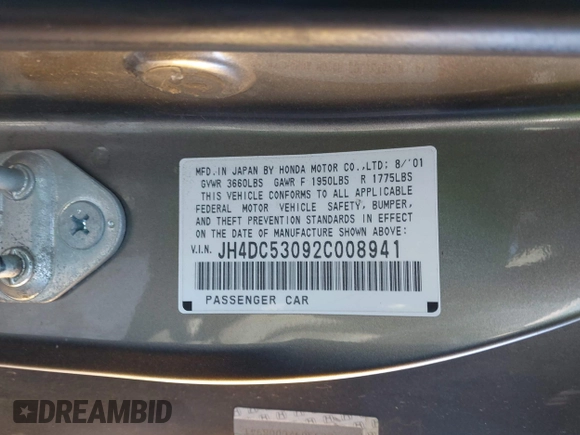 MFD.IN JAPAN BY HONDA MOTOR CO.,LTD: 8/'01
GVWR 3660LBS GAWR F 1950LBS R 1775LBS
THIS VEHICLE CONFORMS TO ALL APPLICABLE
FEDERAL MOTOR VEHICLE SAFETY, BUMPER,
AND THEFT PREVENTION STANDARDS IN EFFECT
ON THE DATE OF MANUFACTURE SHOWN ABOVE:
V.I.N. JH4DC53092C008941
PASSENGER CAR
DREAMBID